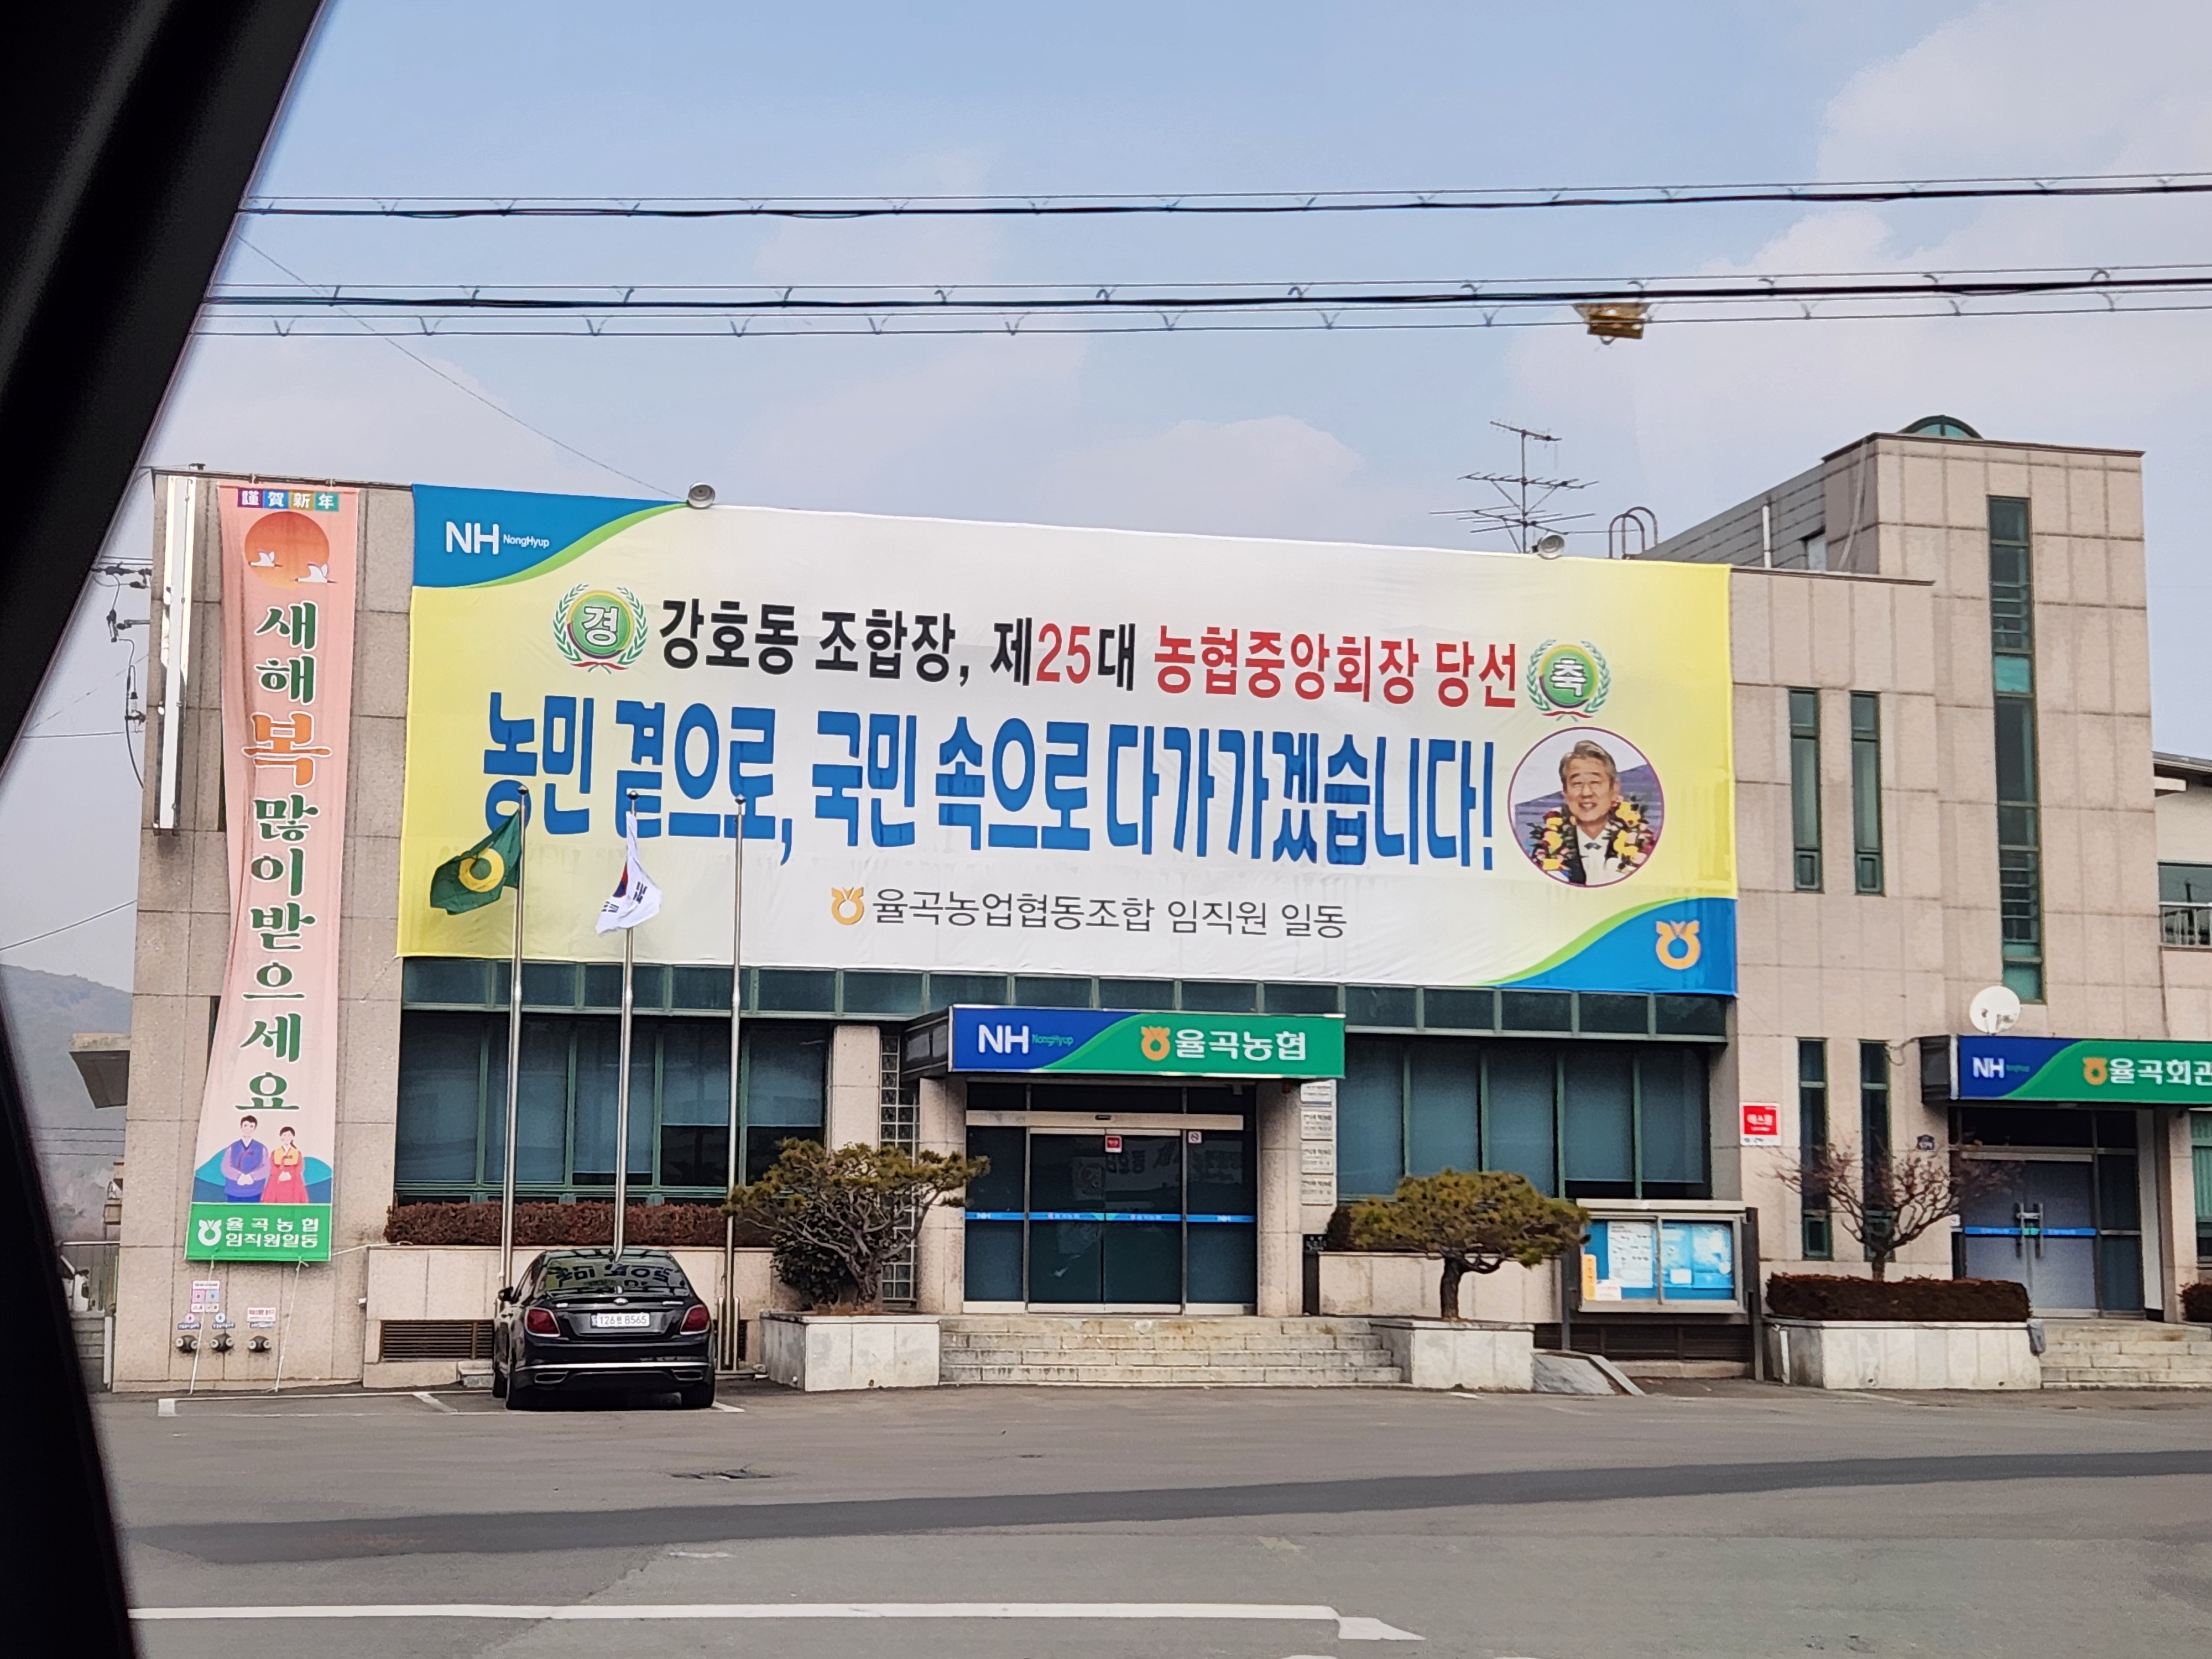 謹賀新年
새해 복 많이 받으세요
율곡농협
임직원일동
NH NongHyup
경 강호동 조합장, 제25대 농협중앙회장 당선 축
농민 곁으로, 국민 속으로 다가가겠습니다!
율곡농업협동조합 임직원 일동
NH NongHyup 율곡농협
NH NongHyup 율곡회관
8565